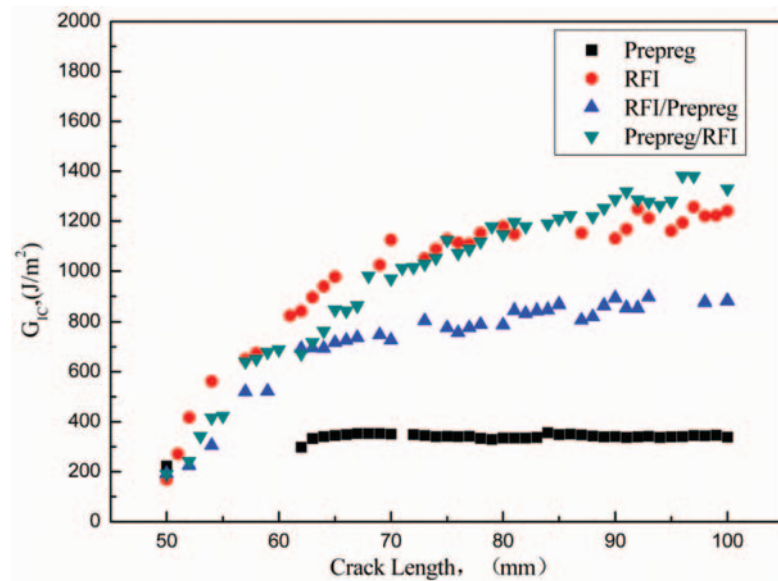 2000
1800
1600
1400
1200
1000
800
600
400
200
0
G_IC,(J/m²)
Prepreg
RFI
RFI/Prepreg
Prepreg/RFI
50 60 70 80 90 100
Crack Length, (mm)